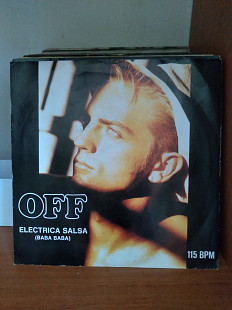 OFF
ELECTRICA SALSA
(BABA BABA)
115 BPM